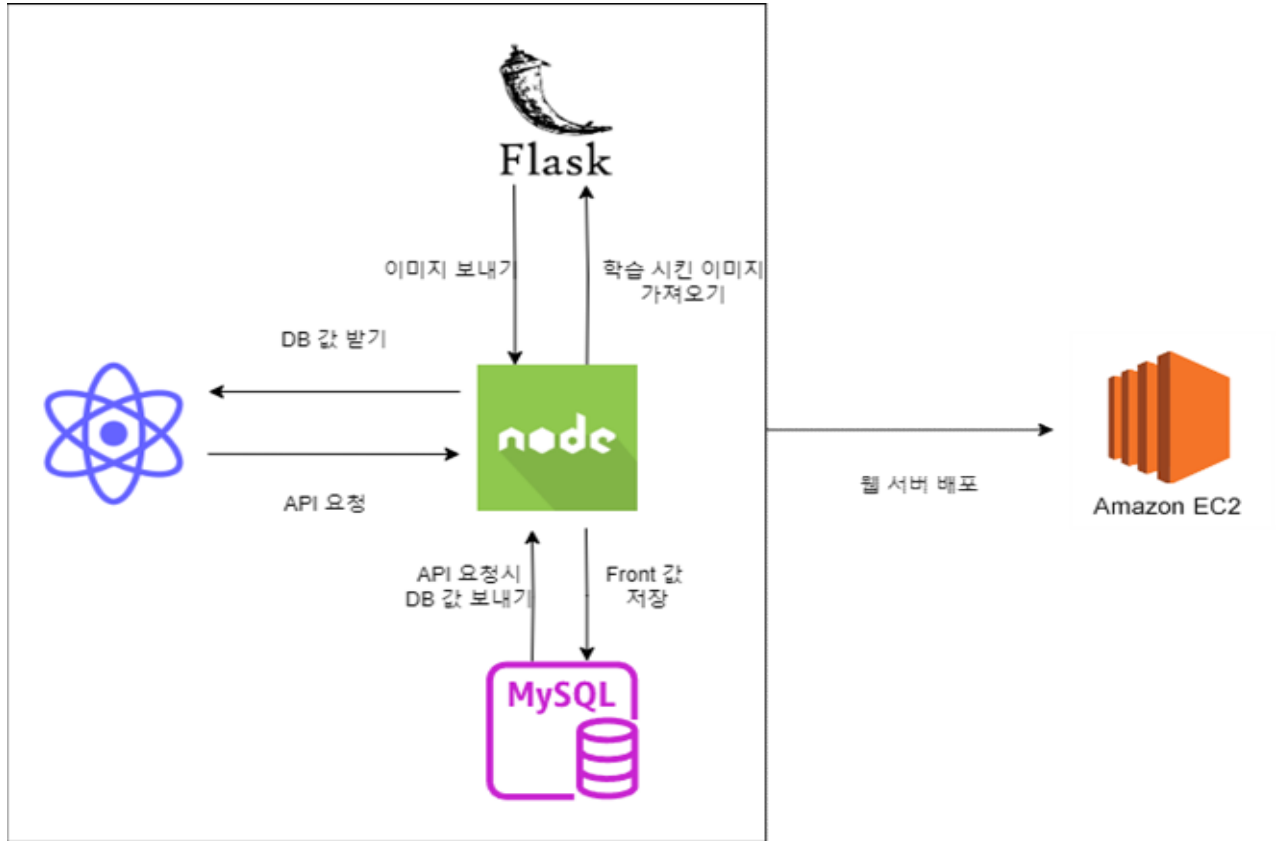 Flask
이미지 보내기
학습 시킨 이미지
가져오기
DB 값 받기
node
API 요청
웹 서버 배포
Amazon EC2
API 요청시
DB 값 보내기
Front 값
저장
MySQL